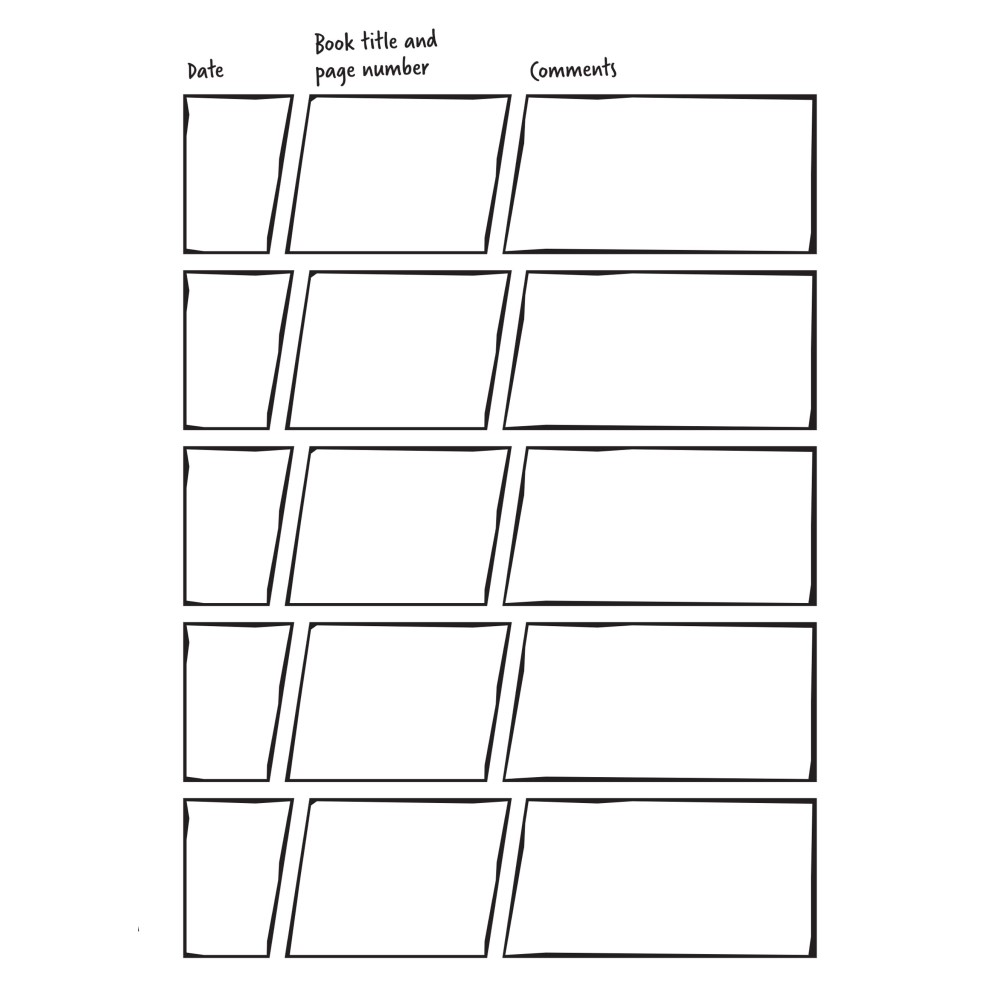 Date
Book title and
page number
Comments